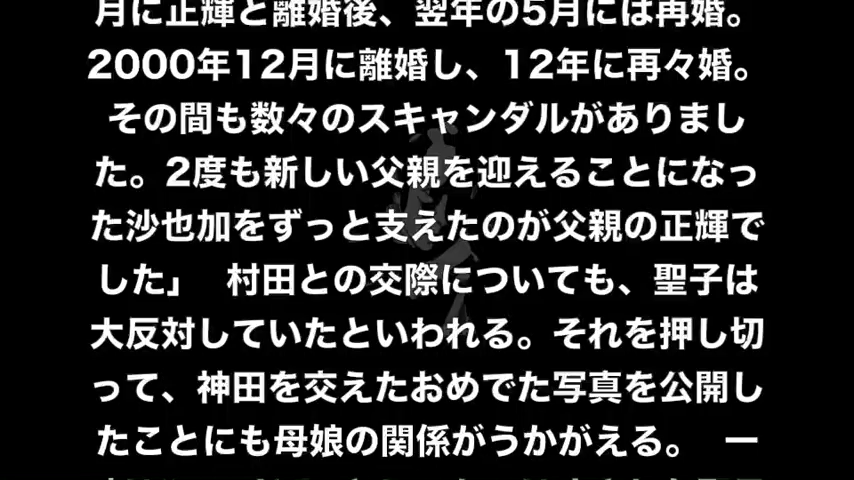 月に正輝と離婚後、翌年の5月には再婚。
2000年12月に離婚し、12年に再々婚。
その間も数々のスキャンダルがありまし
た。2度も新しい父親を迎えることになっ
た沙也加をずっと支えたのが父親の正輝で
した」 村田との交際についても、聖子は
大反対していたといわれる。それを押し切
って、神田を交えたおめでた写真を公開し
たことにも母娘の関係がうかがえる。 一